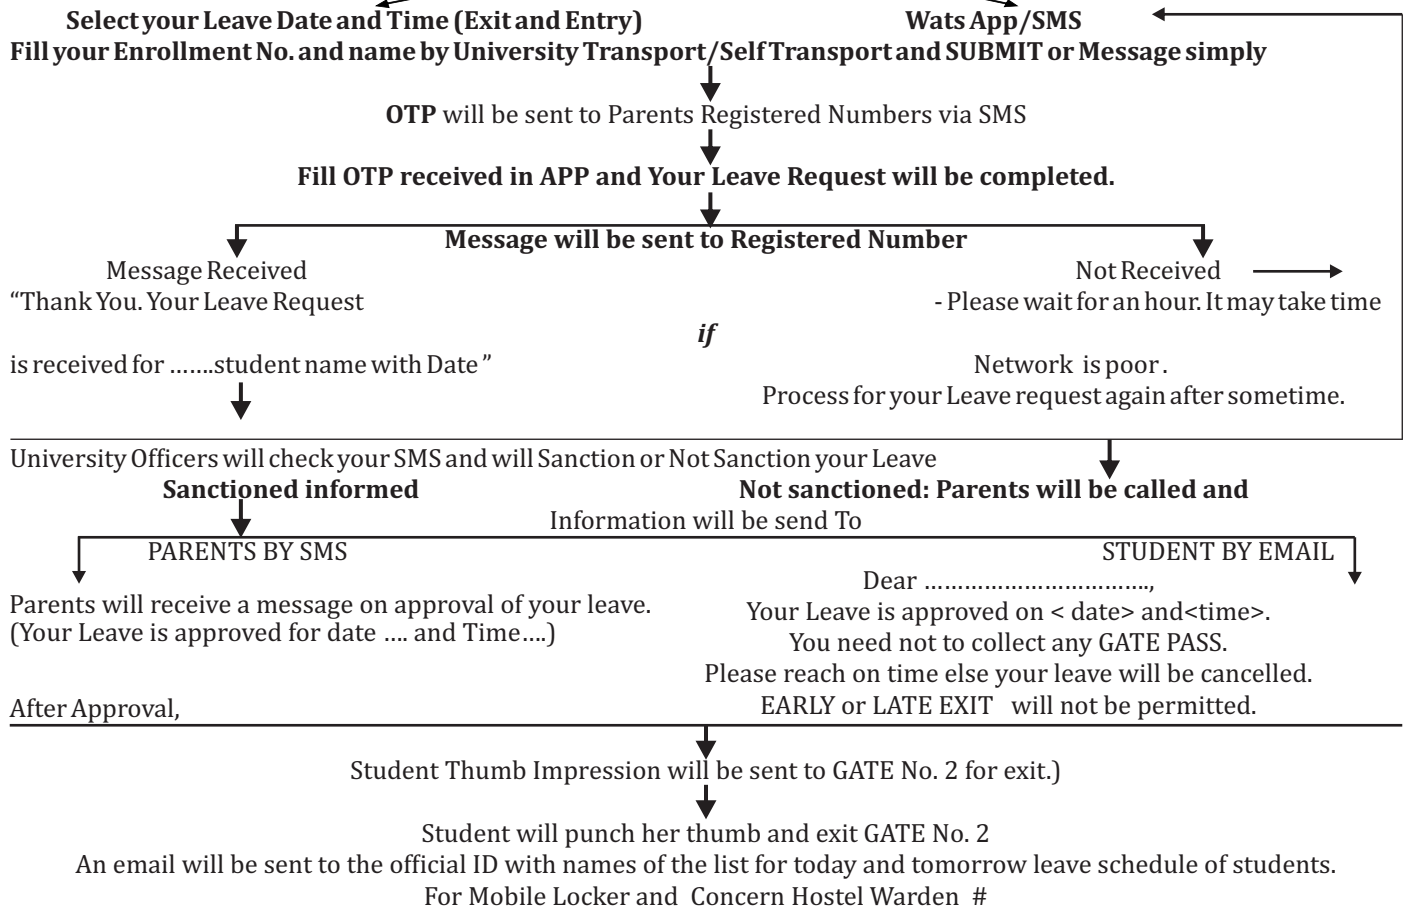 Select your Leave Date and Time (Exit and Entry) Wats App/SMS
Fill your Enrollment No. and name by University Transport/Self Transport and SUBMIT or Message simply
OTP will be sent to Parents Registered Numbers via SMS
Fill OTP received in APP and Your Leave Request will be completed.
Message will be sent to Registered Number
Message Received Not Received
“Thank You. Your Leave Request - Please wait for an hour. It may take time
if
is received for …….student name with Date ” Network is poor .
Process for your Leave request again after sometime.
University Officers will check your SMS and will Sanction or Not Sanction your Leave
Sanctioned informed Not sanctioned: Parents will be called and
Information will be send To
PARENTS BY SMS STUDENT BY EMAIL
Dear ……………………………….,
Parents will receive a message on approval of your leave. Your Leave is approved on < date> and<time>.
(Your Leave is approved for date …. and Time….) You need not to collect any GATE PASS.
Please reach on time else your leave will be cancelled.
After Approval, EARLY or LATE EXIT will not be permitted.
Student Thumb Impression will be sent to GATE No. 2 for exit.)
Student will punch her thumb and exit GATE No. 2
An email will be sent to the official ID with names of the list for today and tomorrow leave schedule of students.
For Mobile Locker and Concern Hostel Warden #